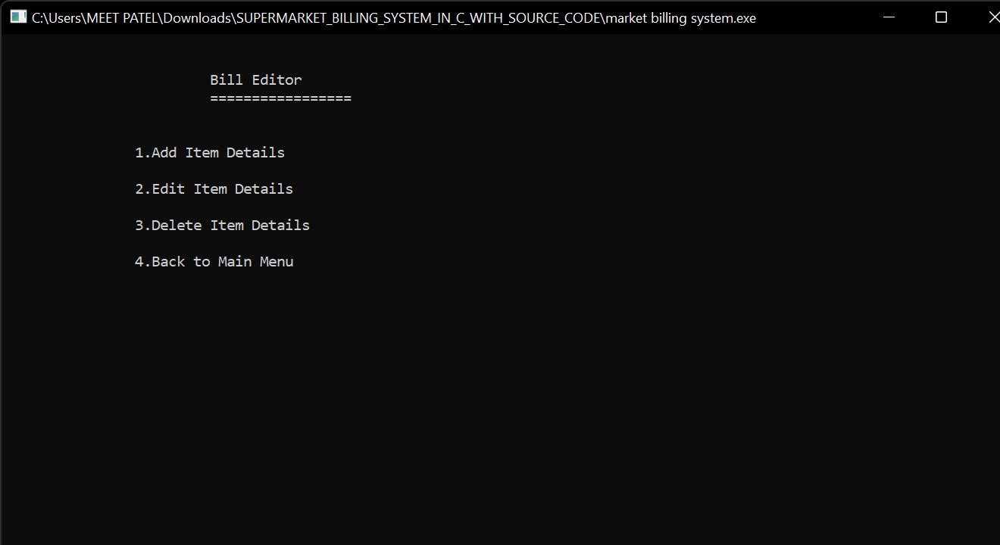 C:\Users\MEET PATEL\Downloads\SUPERMARKET_BILLING_SYSTEM_IN_C_WITH_SOURCE_CODE\market billing system.exe
Bill Editor
=================
1.Add Item Details
2.Edit Item Details
3.Delete Item Details
4.Back to Main Menu